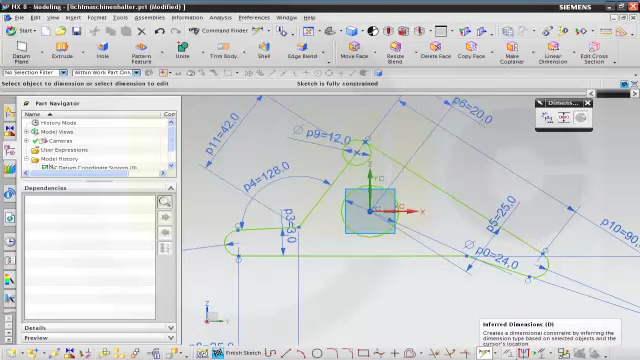 NX 8 - Modeling - [lichtmaschinenhalter.prt (Modified) ]
SIEMENS
File Edit View Insert Format Tools Assemblies Information Analysis Preferences Window Help
Start
Command Finder
Datum Plane
Extrude
Hole
Pattern Feature
Unite
Trim Body
Shell
Edge Blend
Move Face
Resize Blend
Delete Face
Copy Face
Make Coplanar
Linear Dimension
Edit Cross Section
No Selection Filter
Within Work Part Only
Select object to dimension or select dimension to edit
Sketch is fully constrained
Part Navigator
Name
Con
History Mode
Model Views
Cameras
User Expressions
Model History
Datum Coordinate System (0)
Dependencies
Details
Preview
Dimens...
p11=42,0
p9=12,0
p6=20,0
p4=128,0
p3=3,0
p5=25,0
p0=24,0
p10=90,
X
Y
Z
Inferred Dimensions (D)
Creates a dimensional constraint by inferring the dimension type based on selected objects and the cursor's location.
Finish Sketch